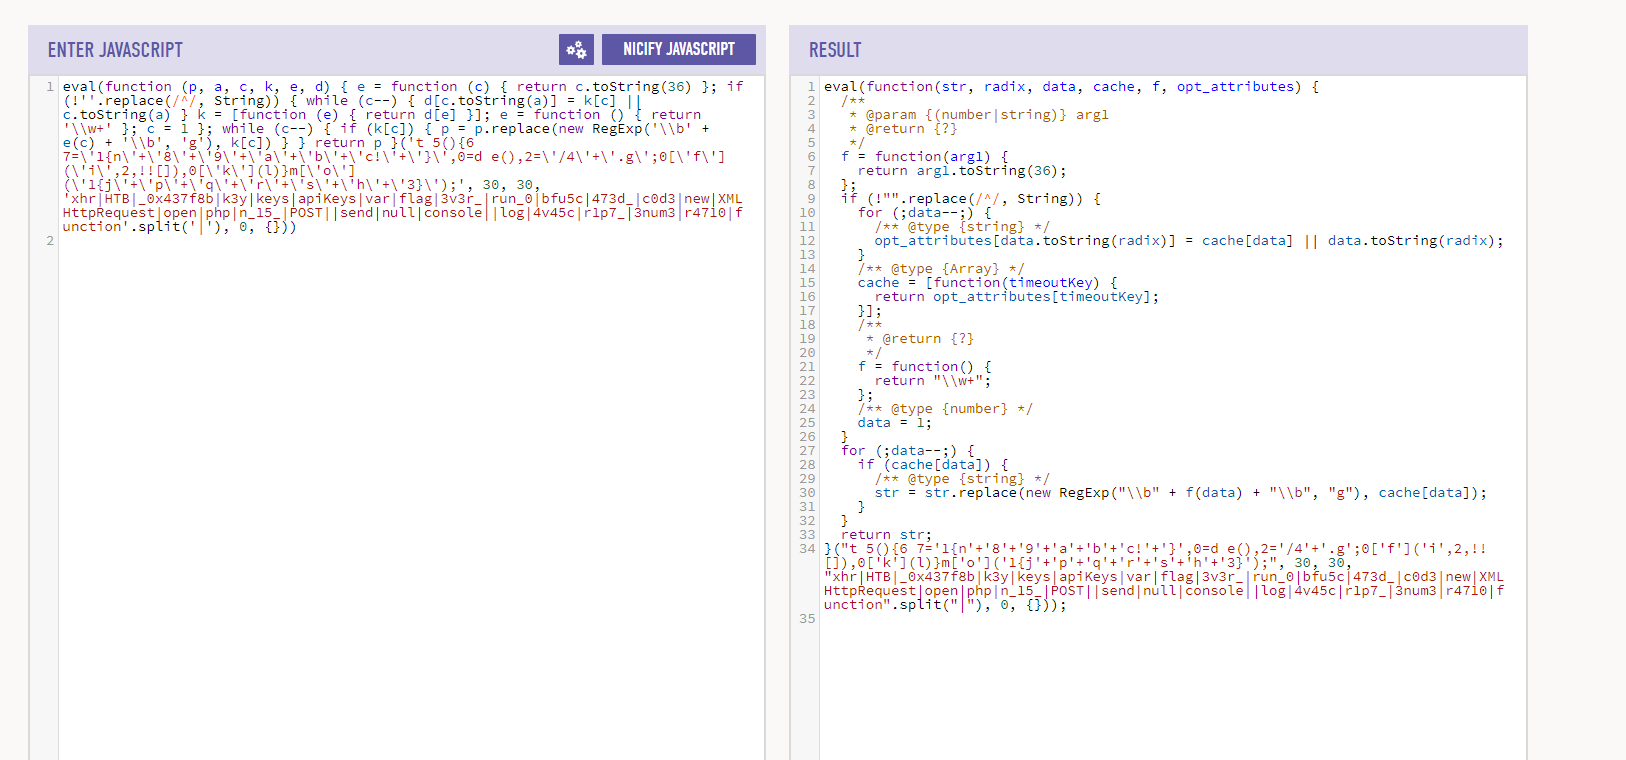 ENTER JAVASCRIPT
NICIFY JAVASCRIPT
1 eval(function (p, a, c, k, e, d) { e = function (c) { return c.toString(36) }; if
(!''.replace(/^/, String)) { while (c--) { d[c.toString(a)] = k[c] ||
c.toString(a) } k = [function (e) { return d[e] }]; e = function () { return
'\\w+' }; c = 1 }; while (c--) { if (k[c]) { p = p.replace(new RegExp('\\b' +
e(c) + '\\b', 'g'), k[c]) } } return p }('t 5(){6
7=\'1{n\'+\'8\'+\'9\'+\'a\'+\'b\'+\'c!\'+\'}\',0=d e(),2=\'/4\'+\'.g\';0[\'f\']
(\'i\',2,!![]),0[\'k\'](l)}m[\'o\']
(\'1{j\'+\'p\'+\'q\'+\'r\'+\'s\'+\'h\'+\'3}\');', 30, 30,
'xhr|HTB|_0x437f8b|k3y|keys|apiKeys|var|flag|3v3r_|run_0|bfu5c|473d_|c0d3|new|XML
HttpRequest|open|php|n_15_|POST||send|null|console||log|4v45c|r1p7_|3num3|r4710|f
unction'.split('|'), 0, {}))
2
RESULT
1 eval(function(str, radix, data, cache, f, opt_attributes) {
2 /**
3 * @param {(number|string)} arg1
4 * @return {?}
5 */
6 f = function(arg1) {
7 return arg1.toString(36);
8 };
9 if (!"".replace(/^/, String)) {
10 for (;data--;) {
11 /** @type {string} */
12 opt_attributes[data.toString(radix)] = cache[data] || data.toString(radix);
13 }
14 /** @type {Array} */
15 cache = [function(timeoutKey) {
16 return opt_attributes[timeoutKey];
17 }];
18 /**
19 * @return {?}
20 */
21 f = function() {
22 return "\\w+";
23 };
24 /** @type {number} */
25 data = 1;
26 }
27 for (;data--;) {
28 if (cache[data]) {
29 /** @type {string} */
30 str = str.replace(new RegExp("\\b" + f(data) + "\\b", "g"), cache[data]);
31 }
32 }
33 return str;
34 }("t 5(){6 7='1{n'+'8'+'9'+'a'+'b'+'c!'+'}',0=d e(),2='/4'+'.g';0['f']('i',2,!!
[]),0['k'](l)}m['o']('1{j'+'p'+'q'+'r'+'s'+'h'+'3}');", 30, 30,
"xhr|HTB|_0x437f8b|k3y|keys|apiKeys|var|flag|3v3r_|run_0|bfu5c|473d_|c0d3|new|XML
HttpRequest|open|php|n_15_|POST||send|null|console||log|4v45c|r1p7_|3num3|r4710|f
unction".split("|"), 0, {}));
35